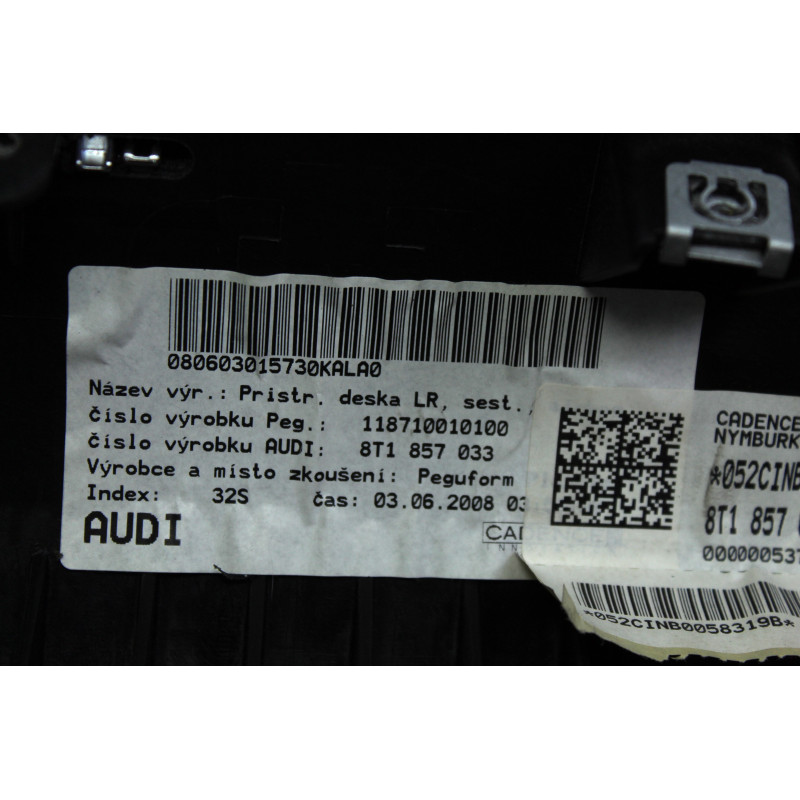 080603015730KALA0
Název výr.: Pristr. deska LR, sest.,
číslo výrobku Peg.: 118710010100
číslo výrobku AUDI: 8T1 857 033
Výrobce a místo zkoušení: Peguform
Index: 32S čas: 03.06.2008 03
AUDI
CADENCE
NYMBURK
*052CINB
8T1 857
00000053
*052CINB0058319B*